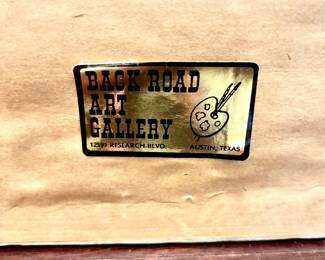 BACK ROAD
ART
GALLERY
12591 RESEARCH BLVD. AUSTIN, TEXAS